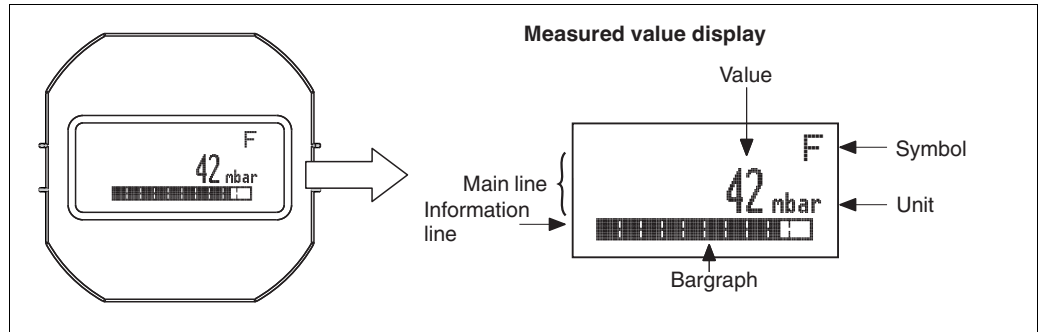 Measured value display
Value
F
42 mbar
F
Symbol
Main line
42 mbar
Unit
Information
line
Bargraph